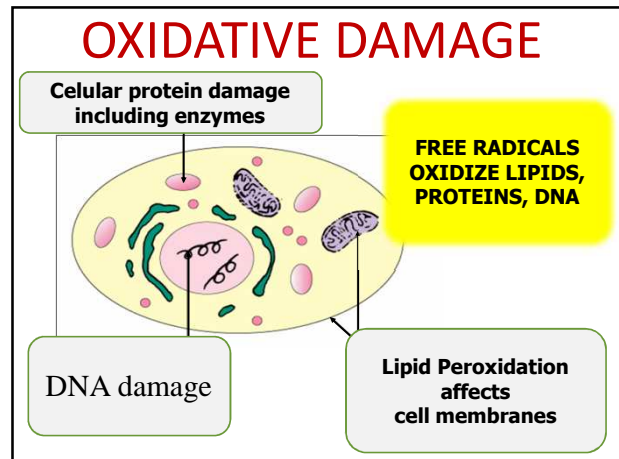 OXIDATIVE DAMAGE
Celular protein damage
including enzymes
FREE RADICALS
OXIDIZE LIPIDS,
PROTEINS, DNA
DNA damage
Lipid Peroxidation
affects
cell membranes